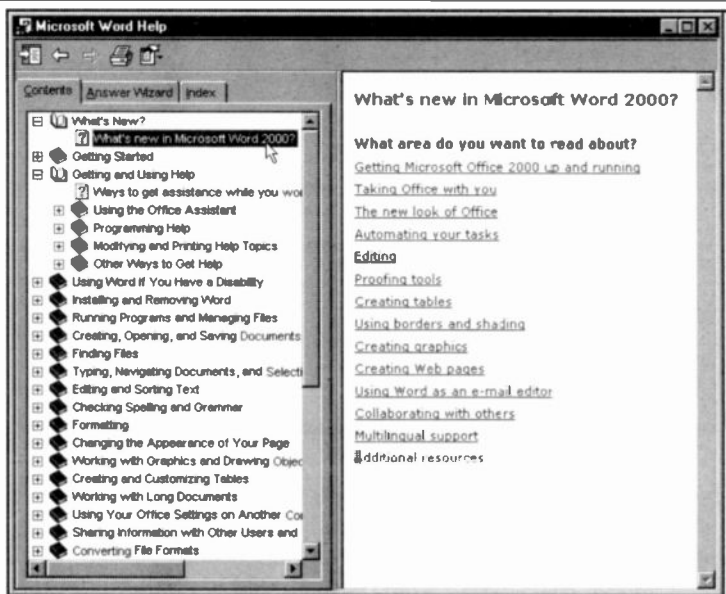 Microsoft Word Help
Contents Answer Wizard Index
What's New?
What's new in Microsoft Word 2000?
Getting Started
Getting and Using Help
Ways to get assistance while you wor
Using the Office Assistant
Programming Help
Modifying and Printing Help Topics
Other Ways to Get Help
Using Word if You Have a Disability
Installing and Removing Word
Running Programs and Managing Files
Creating, Opening, and Saving Documents
Finding Files
Typing, Navigating Documents, and Selecti
Editing and Sorting Text
Checking Spelling and Grammar
Formatting
Changing the Appearance of Your Page
Working with Graphics and Drawing Objec
Creating and Customizing Tables
Working with Long Documents
Using Your Office Settings on Another Co
Sharing Information with Other Users and
Converting File Formats
What's new in Microsoft Word 2000?
What area do you want to read about?
Getting Microsoft Office 2000 up and running
Taking Office with you
The new look of Office
Automating your tasks
Editing
Proofing tools
Creating tables
Using borders and shading
Creating graphics
Creating Web pages
Using Word as an e-mail editor
Collaborating with others
Multilingual support
Additional resources